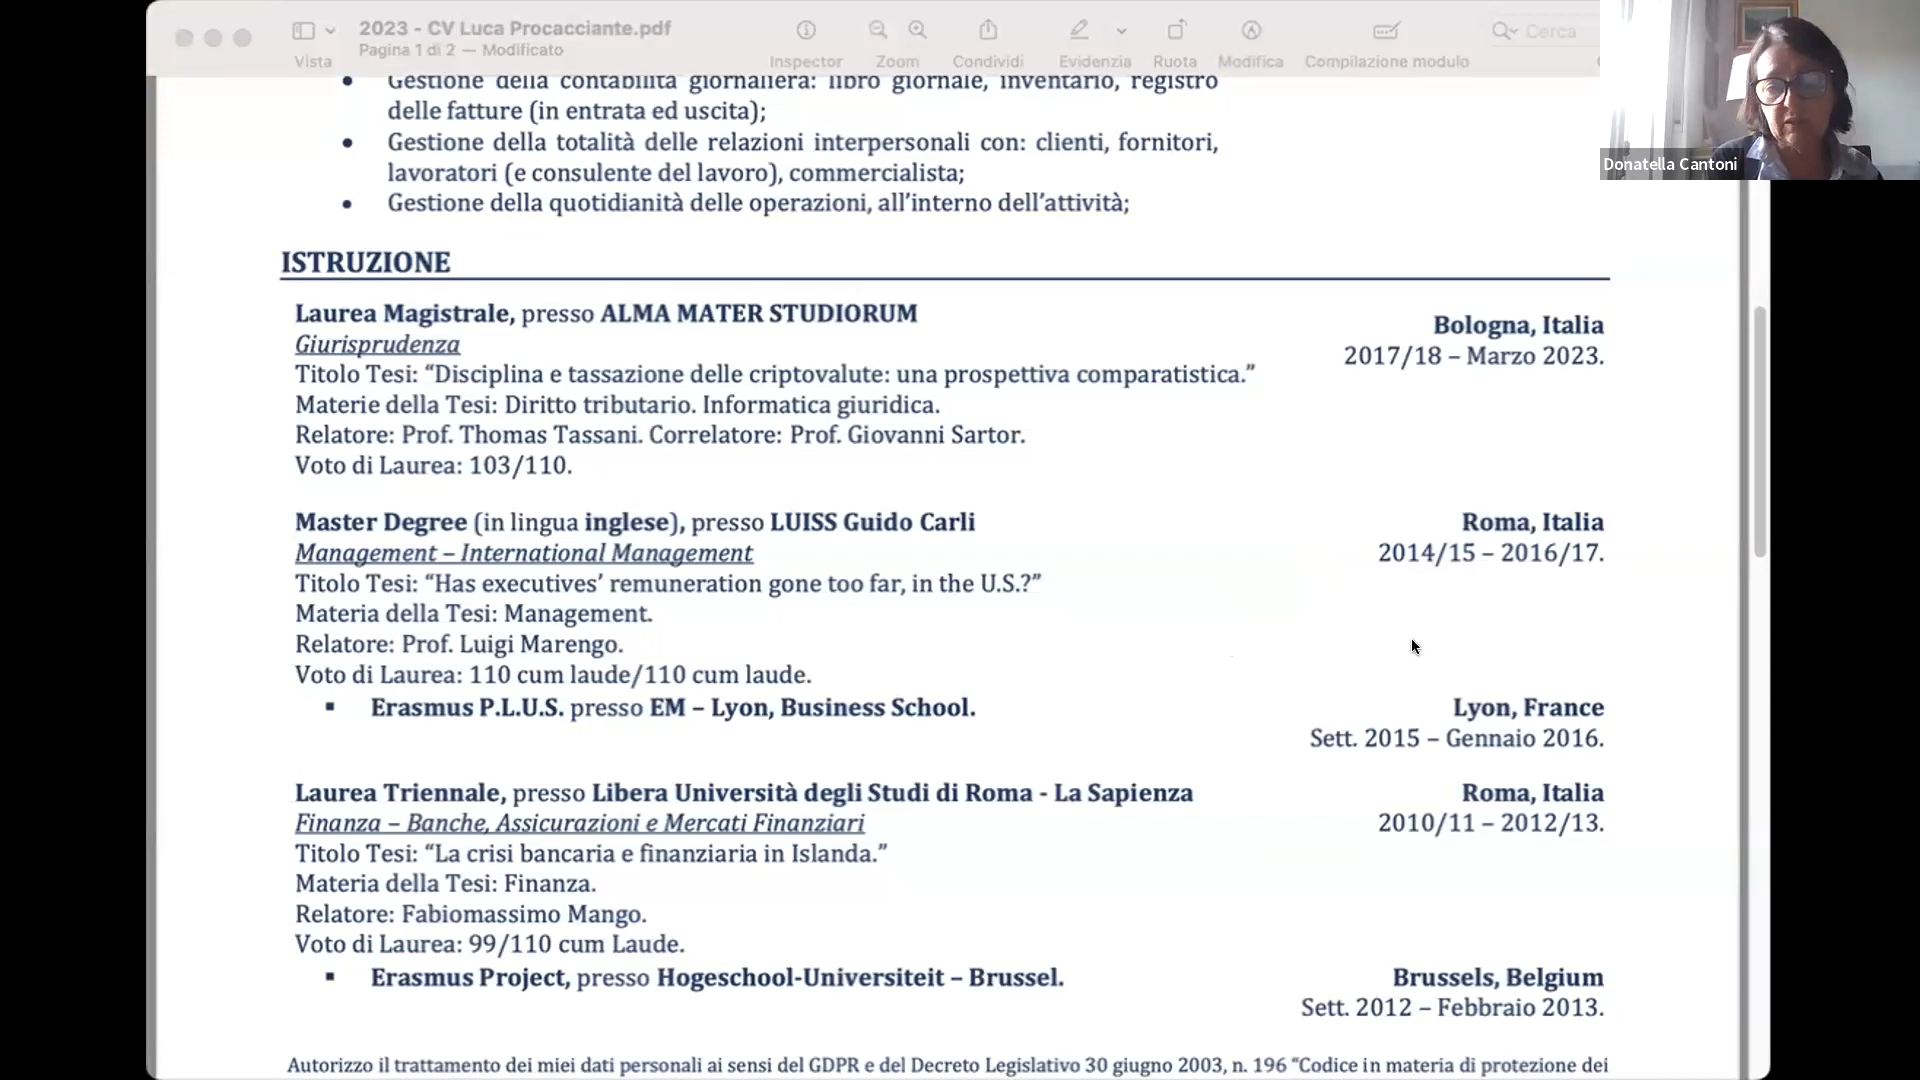 2023 - CV Luca Procacciante.pdf
Pagina 1 di 2 — Modificato
Vista
Inspector
Zoom
Condividi
Evidenzia
Ruota
Modifica
Compilazione modulo
Cerca
Donatella Cantoni
Gestione della contabilità giornaliera: libro giornale, inventario, registro
delle fatture (in entrata ed uscita);
Gestione della totalità delle relazioni interpersonali con: clienti, fornitori,
lavoratori (e consulente del lavoro), commercialista;
Gestione della quotidianità delle operazioni, all’interno dell’attività;
ISTRUZIONE
Laurea Magistrale, presso ALMA MATER STUDIORUM
Bologna, Italia
Giurisprudenza
2017/18 – Marzo 2023.
Titolo Tesi: “Disciplina e tassazione delle criptovalute: una prospettiva comparatistica.”
Materie della Tesi: Diritto tributario. Informatica giuridica.
Relatore: Prof. Thomas Tassani. Correlatore: Prof. Giovanni Sartor.
Voto di Laurea: 103/110.
Master Degree (in lingua inglese), presso LUISS Guido Carli
Roma, Italia
Management – International Management
2014/15 – 2016/17.
Titolo Tesi: “Has executives’ remuneration gone too far, in the U.S.?”
Materia della Tesi: Management.
Relatore: Prof. Luigi Marengo.
Voto di Laurea: 110 cum laude/110 cum laude.
Erasmus P.L.U.S. presso EM – Lyon, Business School.
Lyon, France
Sett. 2015 – Gennaio 2016.
Laurea Triennale, presso Libera Università degli Studi di Roma - La Sapienza
Roma, Italia
Finanza – Banche, Assicurazioni e Mercati Finanziari
2010/11 – 2012/13.
Titolo Tesi: “La crisi bancaria e finanziaria in Islanda.”
Materia della Tesi: Finanza.
Relatore: Fabiomassimo Mango.
Voto di Laurea: 99/110 cum Laude.
Erasmus Project, presso Hogeschool-Universiteit – Brussel.
Brussels, Belgium
Sett. 2012 – Febbraio 2013.
Autorizzo il trattamento dei miei dati personali ai sensi del GDPR e del Decreto Legislativo 30 giugno 2003, n. 196 “Codice in materia di protezione dei